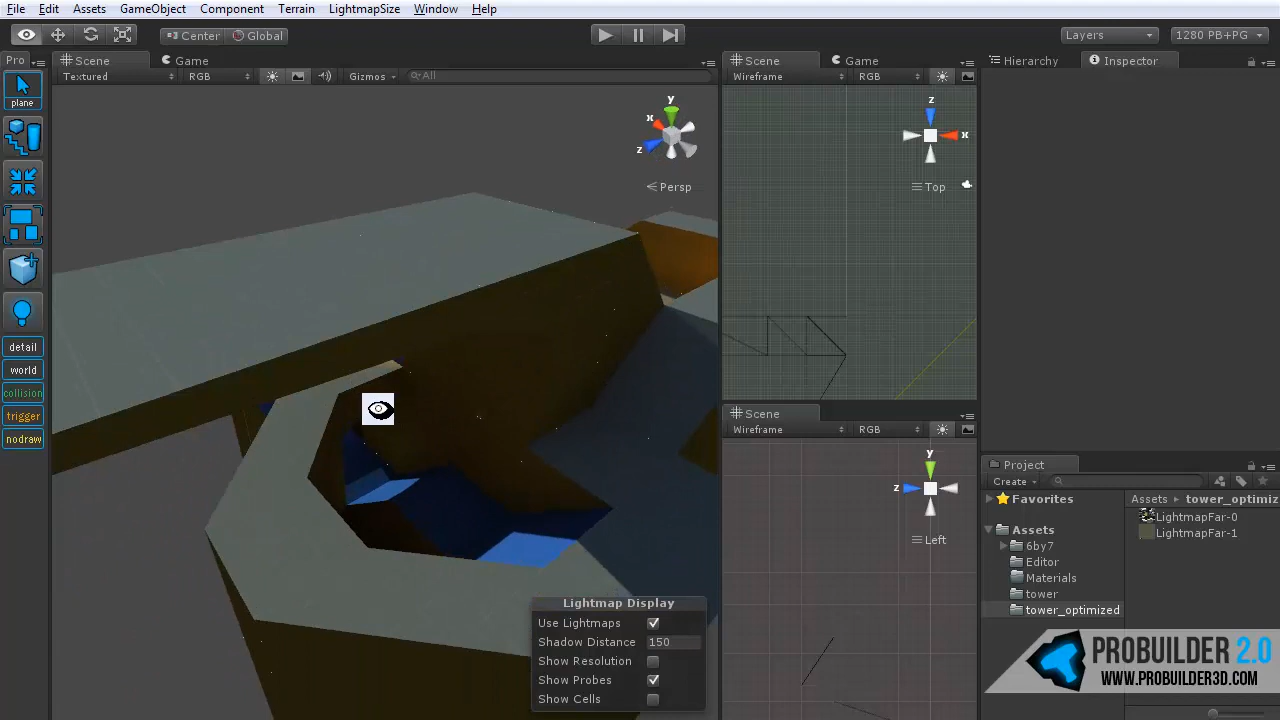 File Edit Assets GameObject Component Terrain LightmapSize Window Help
Center Global Layers 1280 PB+PG
Pro Scene Game Scene Game Hierarchy Inspector
Textured RGB Gizmos All Wireframe RGB
plane
y
x
z
Persp
z
x
Top
detail
world
collision
trigger
nodraw
Scene
Wireframe RGB
y
z
Left
Project
Create
Favorites
Assets
6by7
Editor
Materials
tower
tower_optimized
Assets tower_optimiz
LightmapFar-0
LightmapFar-1
Lightmap Display
Use Lightmaps
Shadow Distance 150
Show Resolution
Show Probes
Show Cells
PROBUILDER 2.0
WWW.PROBUILDER3D.COM